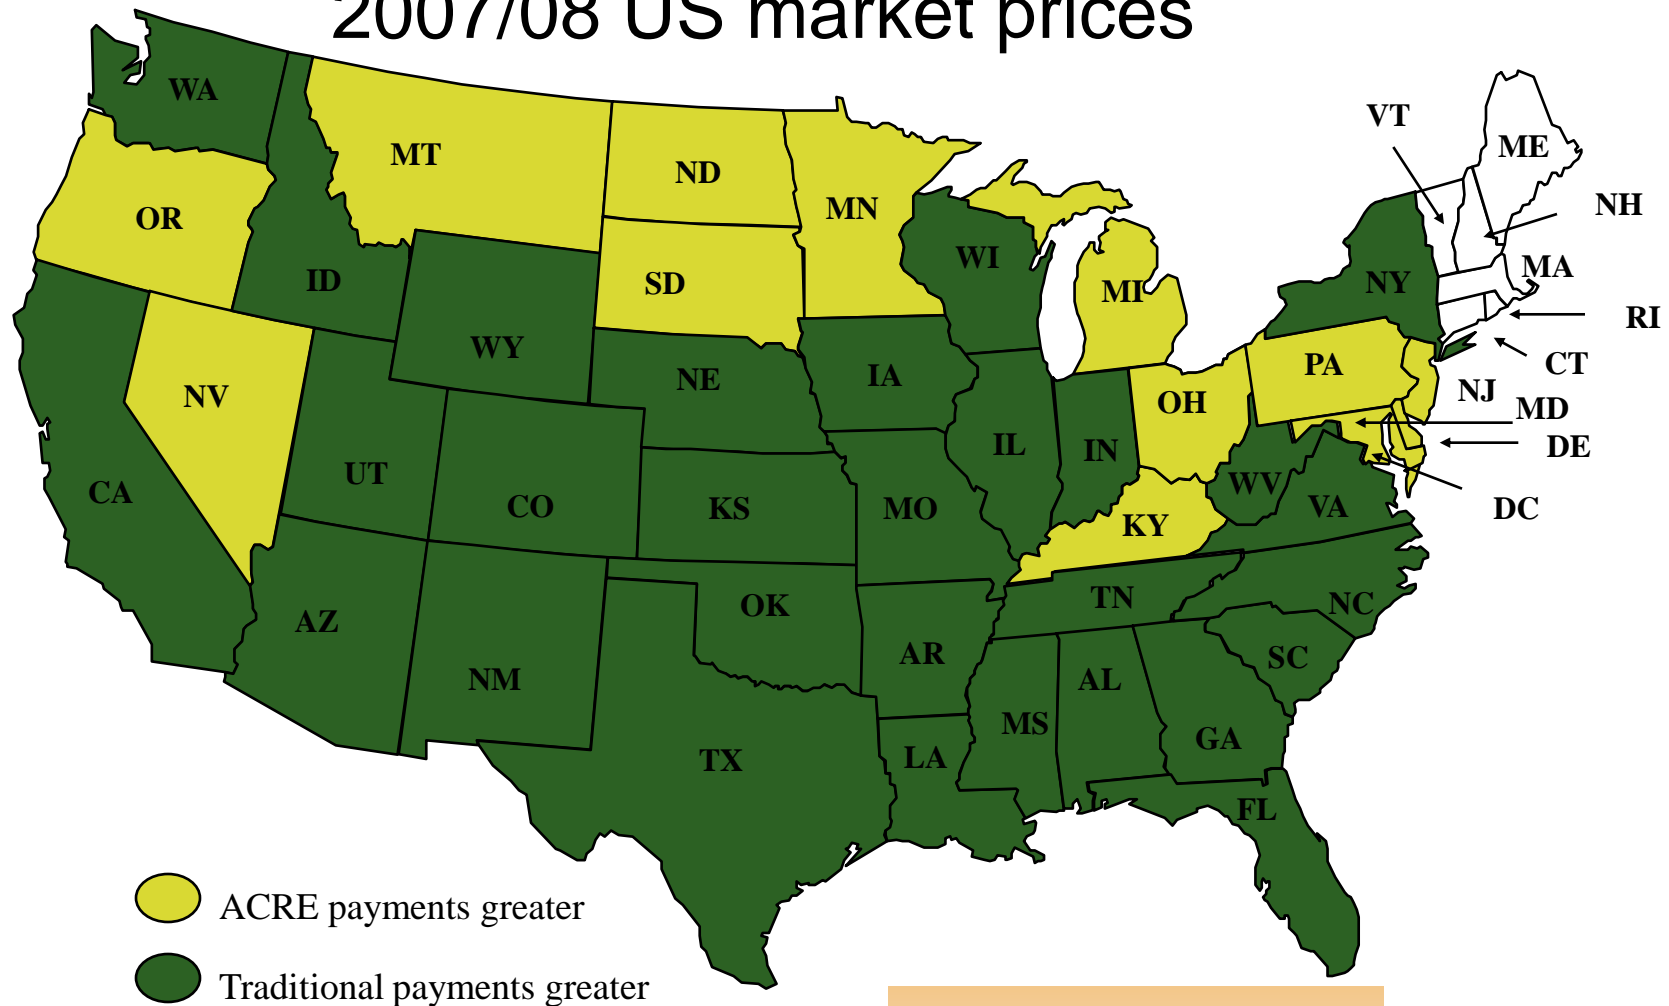 2007/08 US market prices
WA
MT
ND
MN
OR
ID
SD
WI
MI
VT
ME
NH
NY
MA
RI
CT
WY
NV
NE
IA
PA
NJ
OH
MD
DE
UT
CA
CO
KS
MO
IL
IN
WV
VA
DC
KY
AZ
NM
OK
AR
TN
NC
SC
MS
AL
GA
TX
LA
FL
ACRE payments greater
Traditional payments greater